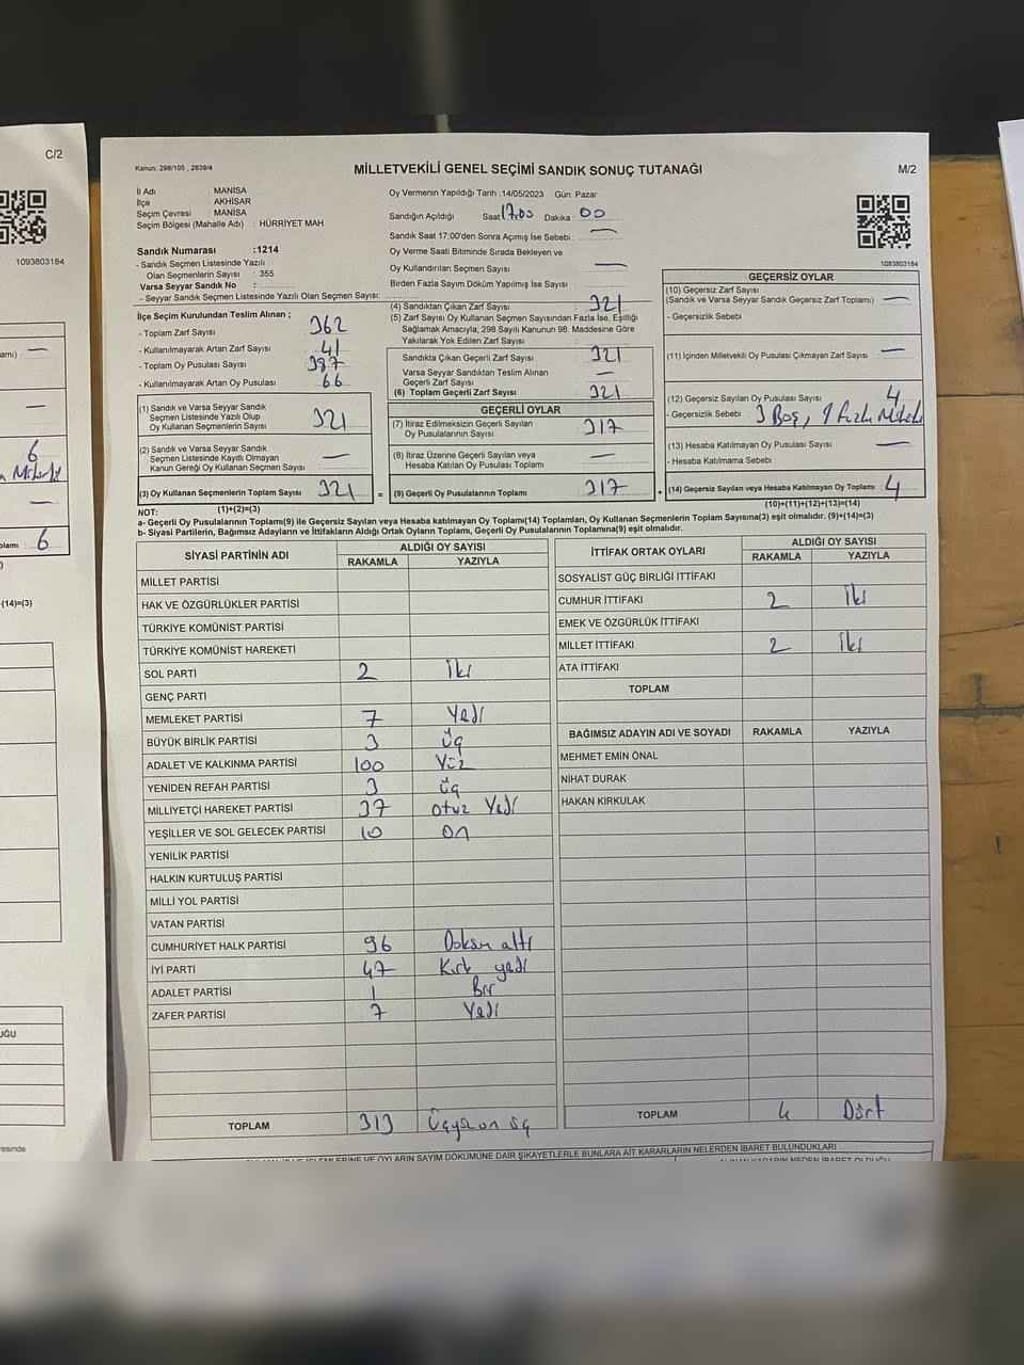 C/2
1093803184
6
6
(14)=(3)
Kanun: 298/105 , 2839/4
MİLLETVEKİLİ GENEL SEÇİMİ SANDIK SONUÇ TUTANAĞI
M/2
İl Adı MANİSA
İlçe AKHİSAR
Seçim Çevresi MANİSA
Seçim Bölgesi (Mahalle Adı) : HÜRRİYET MAH
Sandık Numarası :1214
- Sandık Seçmen Listesinde Yazılı
Olan Seçmenlerin Sayısı : 355
Varsa Seyyar Sandık No :
- Seyyar Sandık Seçmen Listesinde Yazılı Olan Seçmen Sayısı:
İlçe Seçim Kurulundan Teslim Alınan ;
- Toplam Zarf Sayısı : 362
- Kullanılmayarak Artan Zarf Sayısı : 41
- Toplam Oy Pusulası Sayısı : 387
- Kullanılmayarak Artan Oy Pusulası : 66
(1) Sandık ve Varsa Seyyar Sandık
Seçmen Listesinde Yazılı Olup
Oy Kullanan Seçmenlerin Sayısı 321
(2) Sandık ve Varsa Seyyar Sandık
Seçmen Listesinde Kayıtlı Olmayan
Kanun Gereği Oy Kullanan Seçmen Sayısı —
(3) Oy Kullanan Seçmenlerin Toplam Sayısı 321
(1)+(2)=(3)
Oy Vermenin Yapıldığı Tarih :14/05/2023 Gün: Pazar
Sandığın Açıldığı Saat 17.00 Dakika : 00
Sandık Saat 17:00'den Sonra Açılmış İse Sebebi : —
Oy Verme Saati Bitiminde Sırada Bekleyen ve
Oy Kullandırılan Seçmen Sayısı —
Birden Fazla Sayım Döküm Yapılmış İse Sayısı
(4) Sandıktan Çıkan Zarf Sayısı 321
(5) Zarf Sayısı Oy Kullanan Seçmen Sayısından Fazla İse, Eşitliği
Sağlamak Amacıyla, 298 Sayılı Kanunun 98. Maddesine Göre
Yakılarak Yok Edilen Zarf Sayısı
Sandıkta Çıkan Geçerli Zarf Sayısı 321
Varsa Seyyar Sandıktan Teslim Alınan
Geçerli Zarf Sayısı —
(6) Toplam Geçerli Zarf Sayısı 321
GEÇERLİ OYLAR
(7) İtiraz Edilmeksizin Geçerli Sayılan
Oy Pusulalarının Sayısı 317
(8) İtiraz Üzerine Geçerli Sayılan veya
Hesaba Katılan Oy Pusulası Toplamı —
= (9) Geçerli Oy Pusulalarının Toplamı 317
1093803184
GEÇERSİZ OYLAR
(10) Geçersiz Zarf Sayısı
(Sandık ve Varsa Seyyar Sandık Geçersiz Zarf Toplamı) —
- Geçersizlik Sebebi
(11) İçinden Milletvekili Oy Pusulası Çıkmayan Zarf Sayısı —
(12) Geçersiz Sayılan Oy Pusulası Sayısı 4
- Geçersizlik Sebebi 3 Boş, 1 fazla
(13) Hesaba Katılmayan Oy Pusulası Sayısı —
- Hesaba Katılmama Sebebi
+ (14) Geçersiz Sayılan veya Hesaba Katılmayan Oy Toplamı 4
(10)+(11)+(12)+(13)=(14)
NOT:
a- Geçerli Oy Pusulalarının Toplamı(9) ile Geçersiz Sayılan veya Hesaba katılmayan Oy Toplamı(14) Toplamları, Oy Kullanan Seçmenlerin Toplam Sayısına(3) eşit olmalıdır. (9)+(14)=(3)
b- Siyasi Partilerin, Bağımsız Adayların ve İttifakların Aldığı Ortak Oyların Toplamı, Geçerli Oy Pusulalarının Toplamına(9) eşit olmalıdır.
SİYASİ PARTİNİN ADI ALDIĞI OY SAYISI
RAKAMLA YAZIYLA
MİLLET PARTİSİ
HAK VE ÖZGÜRLÜKLER PARTİSİ
TÜRKİYE KOMÜNİST PARTİSİ
TÜRKİYE KOMÜNİST HAREKETİ
SOL PARTİ 2 İki
GENÇ PARTİ
MEMLEKET PARTİSİ 7 Yedi
BÜYÜK BİRLİK PARTİSİ 3 üç
ADALET VE KALKINMA PARTİSİ 100 Yüz
YENİDEN REFAH PARTİSİ 3 üç
MİLLİYETÇİ HAREKET PARTİSİ 37 otuz Yedi
YEŞİLLER VE SOL GELECEK PARTİSİ 10 on
YENİLİK PARTİSİ
HALKIN KURTULUŞ PARTİSİ
MİLLİ YOL PARTİSİ
VATAN PARTİSİ
CUMHURİYET HALK PARTİSİ 96 Doksan altı
İYİ PARTİ 47 Kırk yedi
ADALET PARTİSİ 1 Bir
ZAFER PARTİSİ 7 Yedi
TOPLAM 313 Üçyüz on üç
İTTİFAK ORTAK OYLARI ALDIĞI OY SAYISI
RAKAMLA YAZIYLA
SOSYALİST GÜÇ BİRLİĞİ İTTİFAKI
CUMHUR İTTİFAKI 2 İki
EMEK VE ÖZGÜRLÜK İTTİFAKI
MİLLET İTTİFAKI 2 İki
ATA İTTİFAKI
TOPLAM
BAĞIMSIZ ADAYIN ADI VE SOYADI RAKAMLA YAZIYLA
MEHMET EMİN ÖNAL
NİHAT DURAK
HAKAN KIRKULAK
TOPLAM 4 Dört
OYLARIN SAYIM DÖKÜMÜNE DAİR ŞİKAYETLERLE BUNLARA AİT KARARLARIN NELERDEN İBARET BULUNDUKLARI